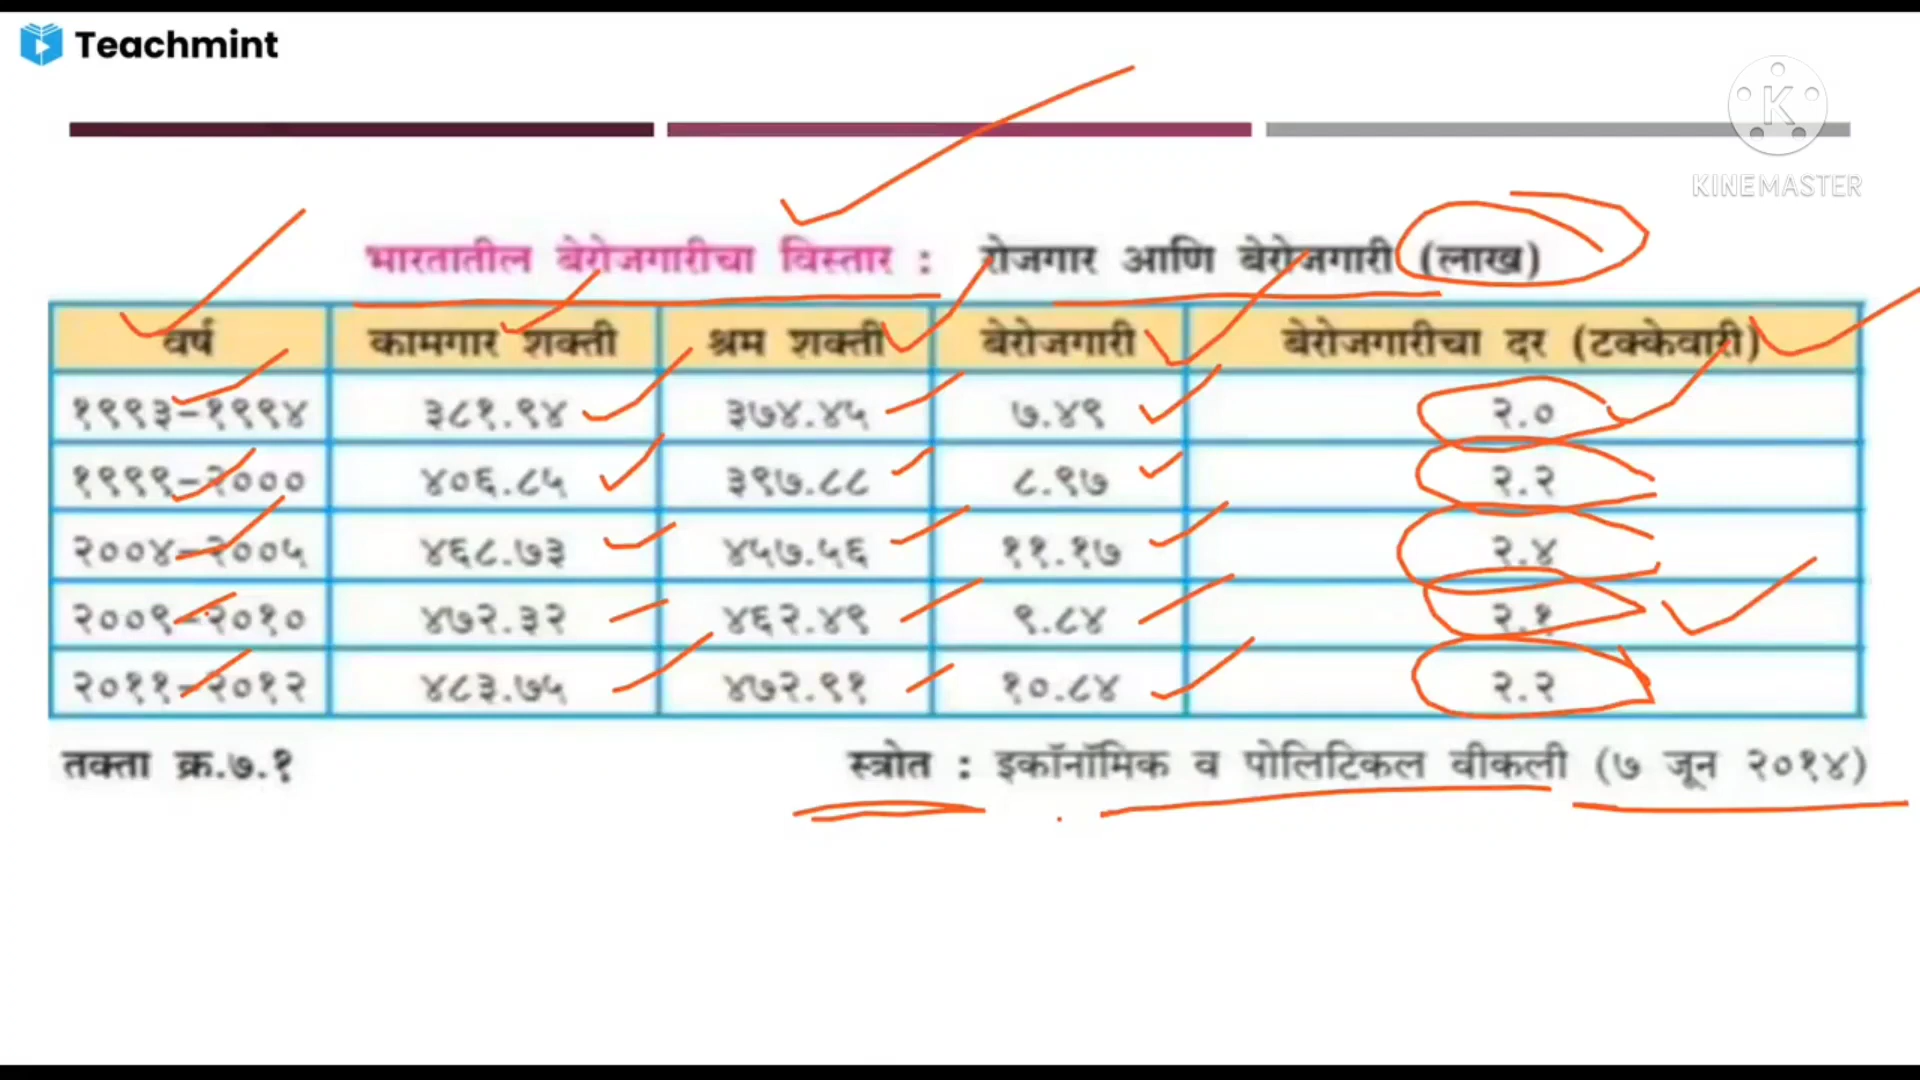 Teachmint
KINEMASTER
भारतातील बेरोजगारीचा विस्तार : रोजगार आणि बेरोजगारी (लाख)
वर्ष कामगार शक्ती श्रम शक्ती बेरोजगारी बेरोजगारीचा दर (टक्केवारी)
१९९३-१९९४ ३८१.९४ ३७४.४५ ७.४९ २.०
१९९९-२००० ४०६.८५ ३९७.८८ ८.९७ २.२
२००४-२००५ ४६८.७३ ४५७.५६ ११.१७ २.४
२००९-२०१० ४७२.३२ ४६२.४९ ९.८४ २.१
२०११-२०१२ ४८३.७५ ४७२.९१ १०.८४ २.२
तक्ता क्र.७.१ स्त्रोत : इकॉनॉमिक व पोलिटिकल वीकली (७ जून २०१४)